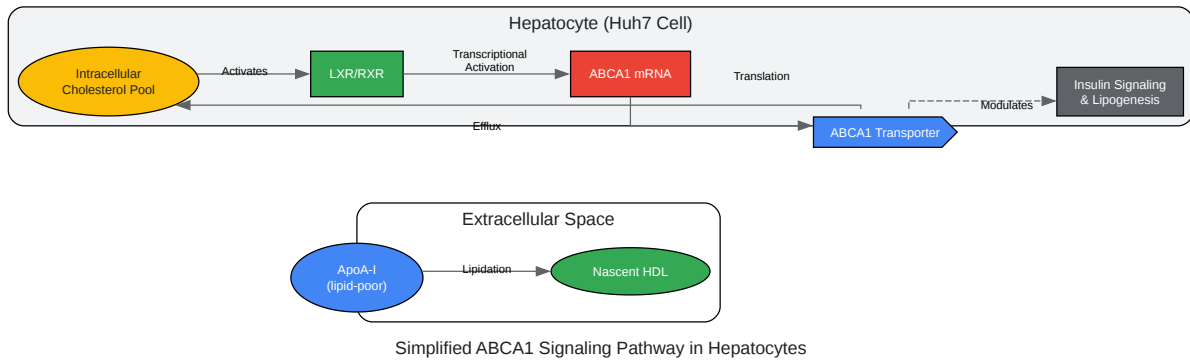 Hepatocyte (Huh7 Cell)
Intracellular
Cholesterol Pool
Activates
LXR/RXR
Transcriptional
Activation
ABCA1 mRNA
Translation
Insulin Signaling
& Lipogenesis
Modulates
Efflux
ABCA1 Transporter
Extracellular Space
ApoA-I
(lipid-poor)
Lipidation
Nascent HDL
Simplified ABCA1 Signaling Pathway in Hepatocytes